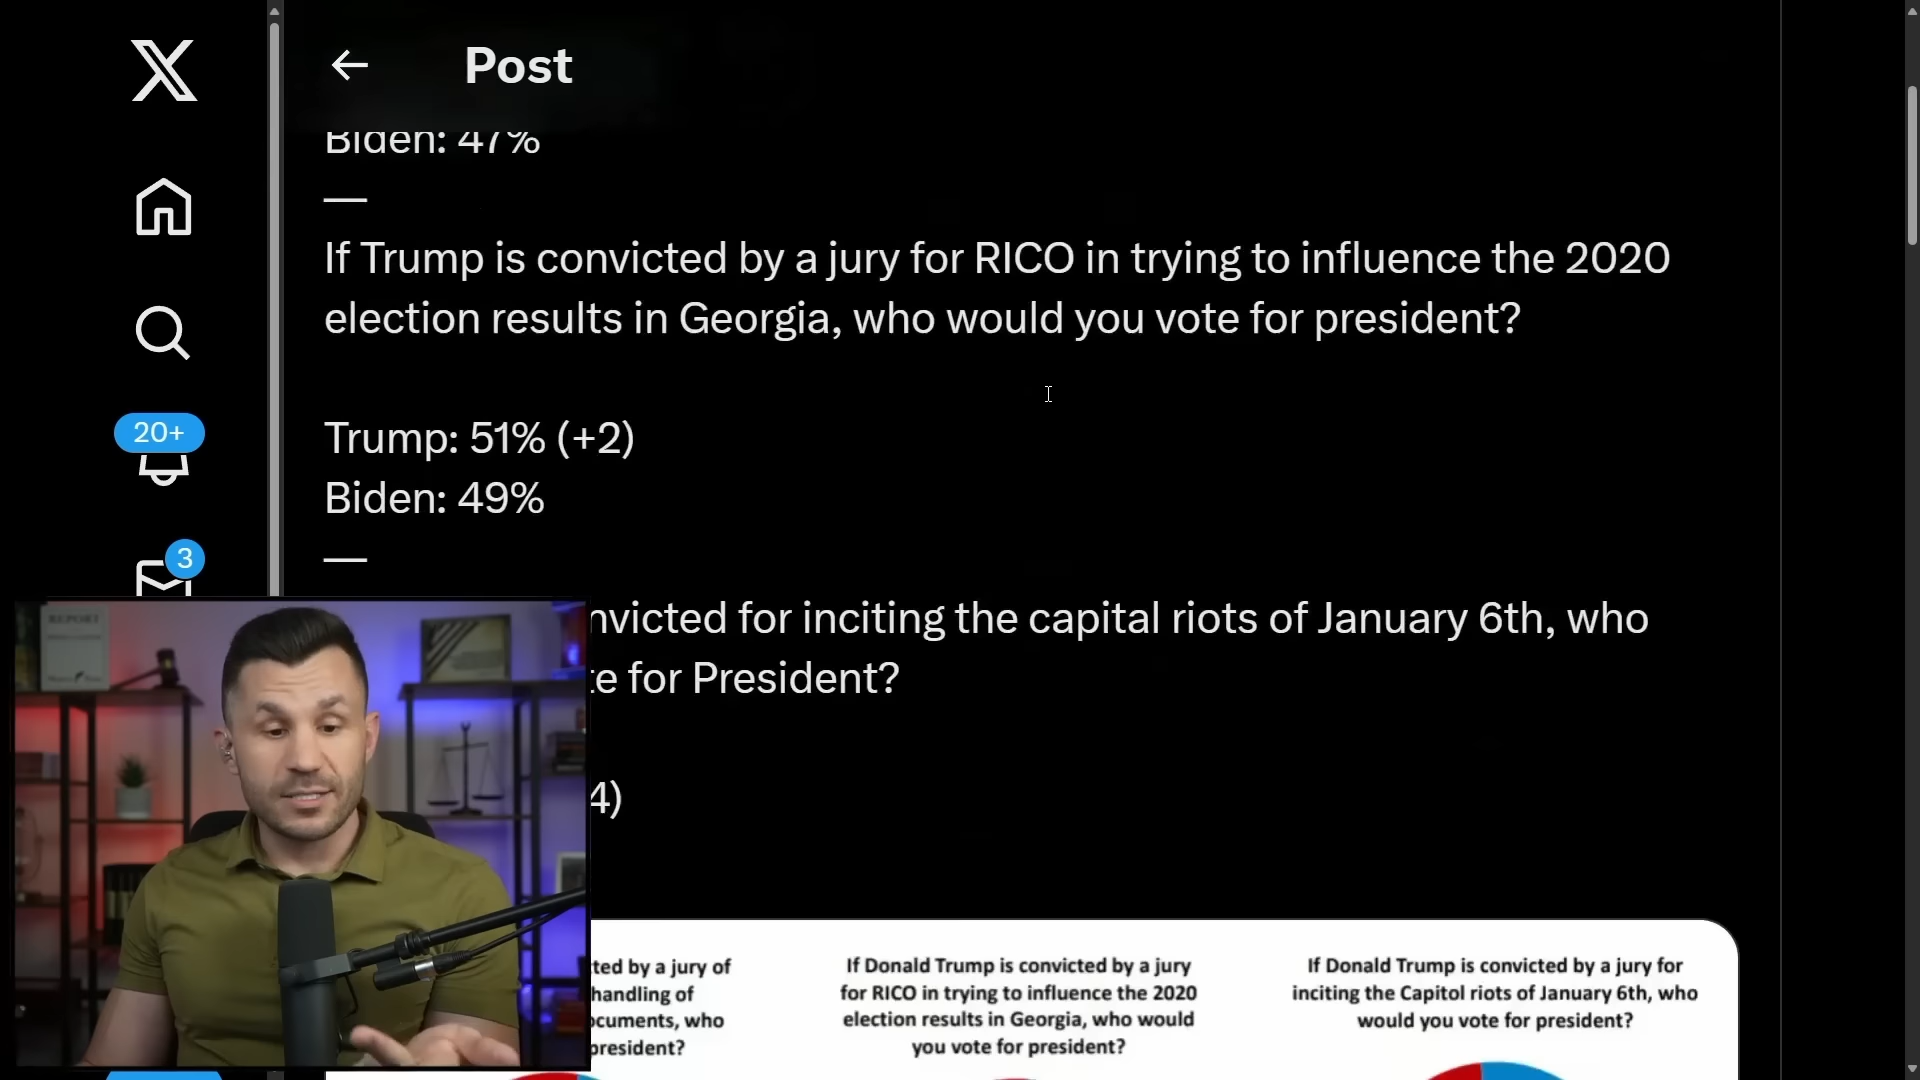 Post
Biden: 47%
—
If Trump is convicted by a jury for RICO in trying to influence the 2020
election results in Georgia, who would you vote for president?
20+
Trump: 51% (+2)
Biden: 49%
—
3
nvicted for inciting the capital riots of January 6th, who
te for President?
4)
REPORT
cted by a jury of
handling of
ocuments, who
president?
If Donald Trump is convicted by a jury
for RICO in trying to influence the 2020
election results in Georgia, who would
you vote for president?
If Donald Trump is convicted by a jury for
inciting the Capitol riots of January 6th, who
would you vote for president?